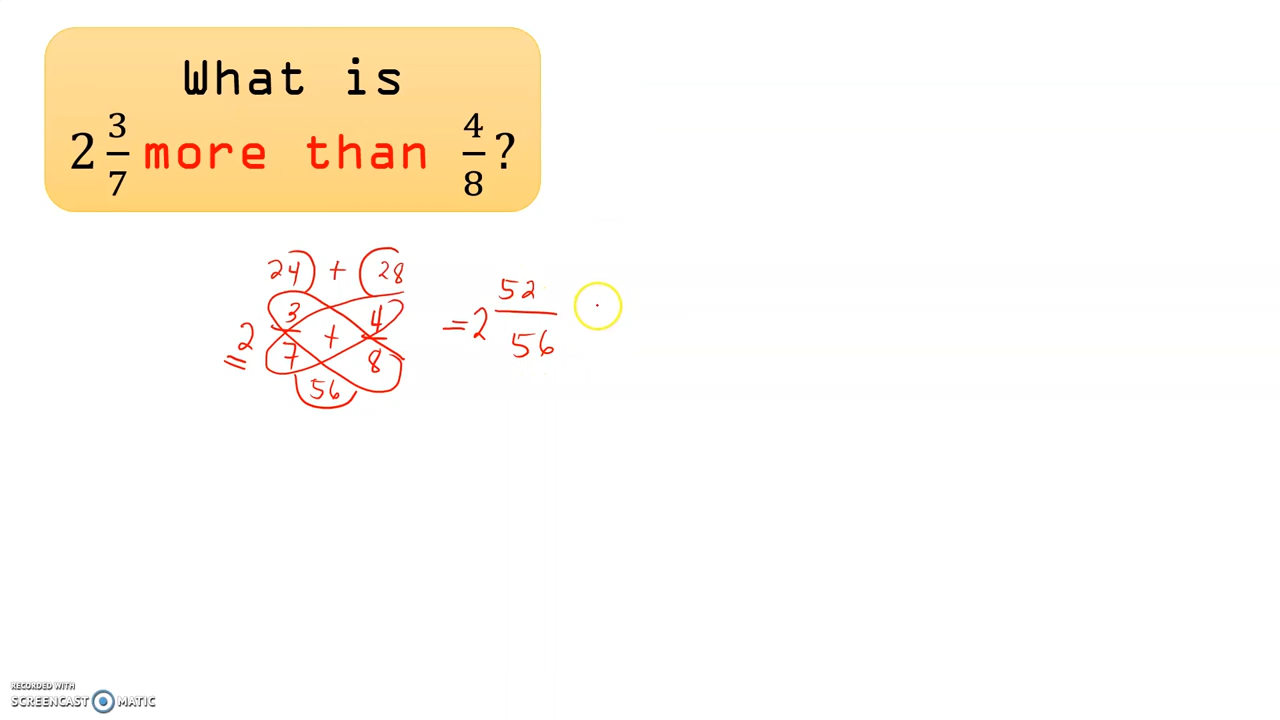 What is
2 3/7 more than 4/8?
24 + 28
= 2 3/7 + 4/8 = 2 52/56
56
RECORDED WITH
SCREENCAST MATIC